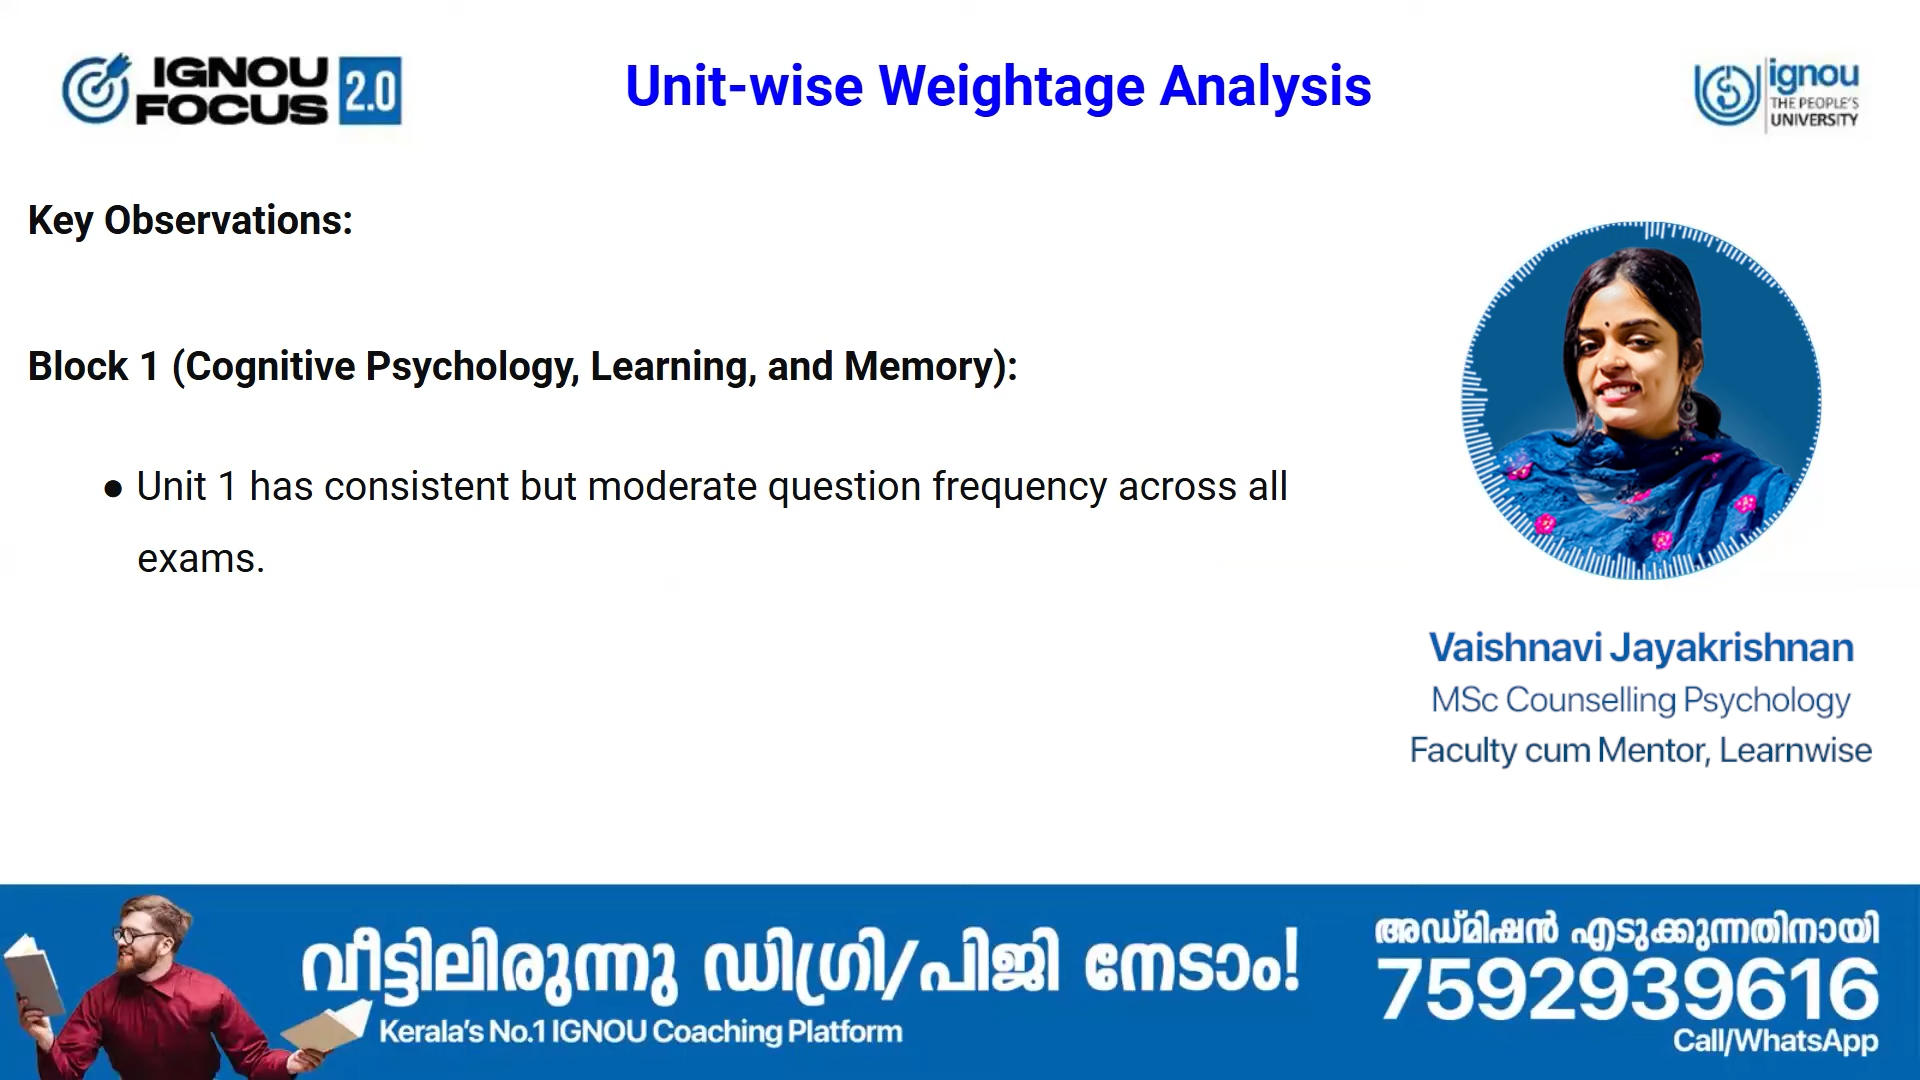 IGNOU
FOCUS 2.0
Unit-wise Weightage Analysis
ignou
THE PEOPLE'S
UNIVERSITY
Key Observations:
Block 1 (Cognitive Psychology, Learning, and Memory):
● Unit 1 has consistent but moderate question frequency across all
exams.
Vaishnavi Jayakrishnan
MSc Counselling Psychology
Faculty cum Mentor, Learnwise
വീട്ടിലിരുന്നു ഡിഗ്രി/പിജി നേടാം!
Kerala's No.1 IGNOU Coaching Platform
അഡ്മിഷൻ എടുക്കുന്നതിനായി
7592939616
Call/WhatsApp